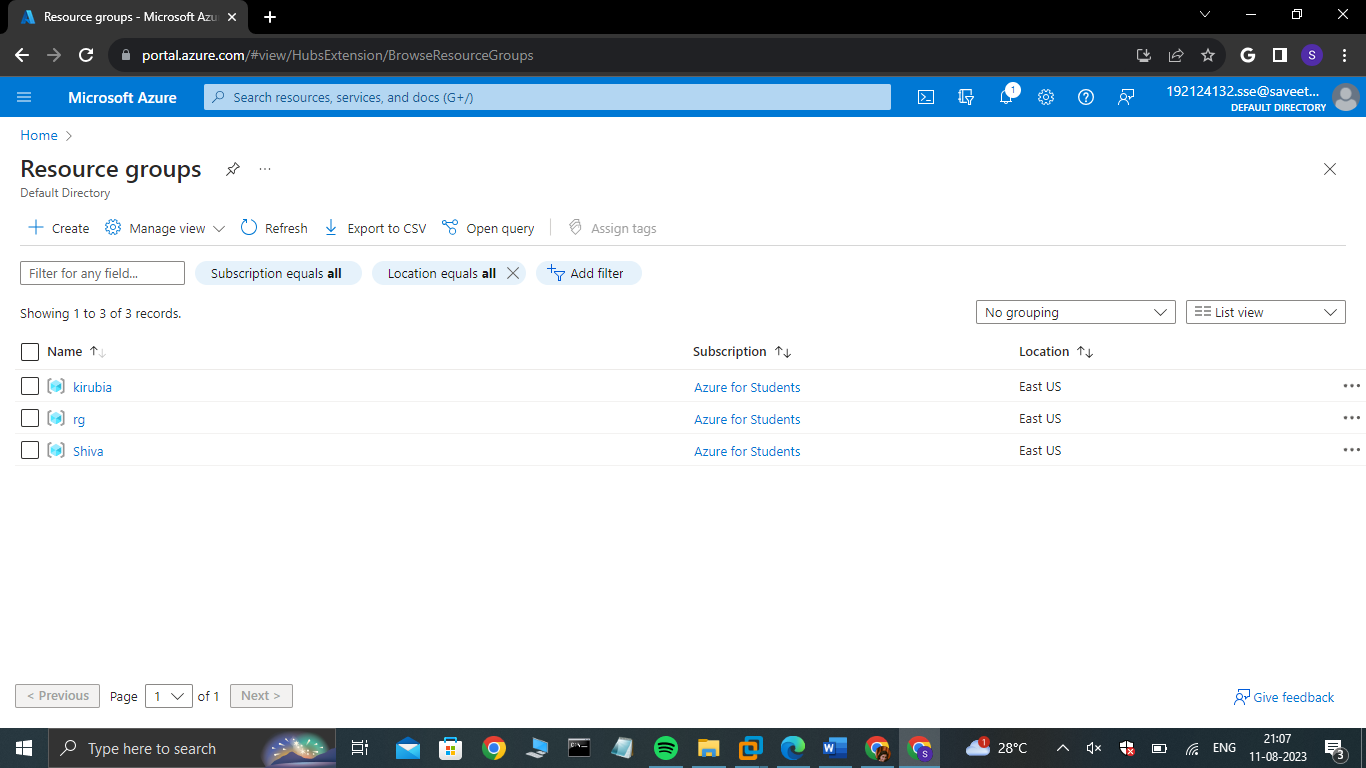 Resource groups - Microsoft Azu
portal.azure.com/#view/HubsExtension/BrowseResourceGroups
G
S
Microsoft Azure
Search resources, services, and docs (G+/)
1
192124132.sse@saveet...
DEFAULT DIRECTORY
Home
Resource groups
...
Default Directory
Create
Manage view
Refresh
Export to CSV
Open query
Assign tags
Filter for any field...
Subscription equals all
Location equals all
Add filter
Showing 1 to 3 of 3 records.
No grouping
List view
Name
Subscription
Location
kirubia
Azure for Students
East US
rg
Azure for Students
East US
Shiva
Azure for Students
East US
< Previous
Page
1
of 1
Next >
Give feedback
Type here to search
S
1
28°C
ENG
21:07
11-08-2023
3